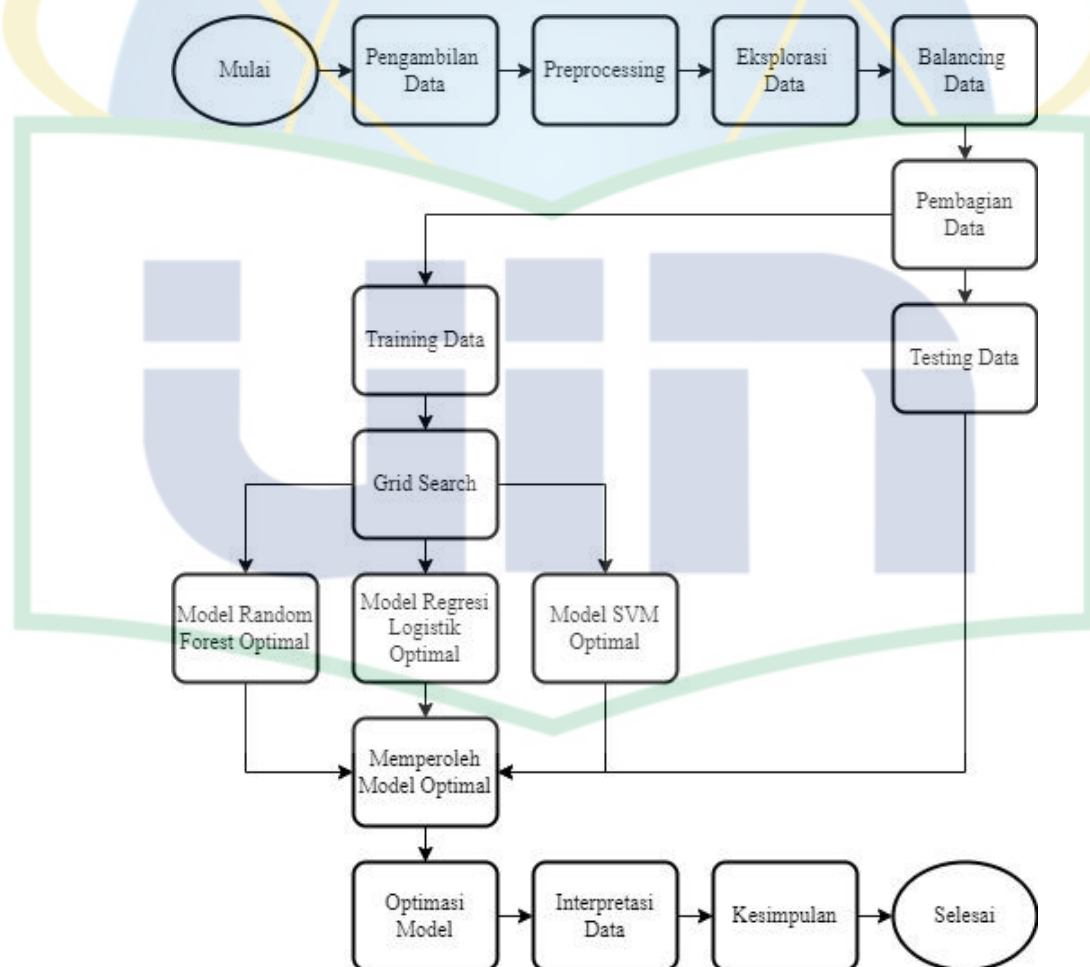 Mulai
Pengambilan
Data
Preprocessing
Eksplorasi
Data
Balancing
Data
Pembagian
Data
Training Data
Testing Data
Grid Search
Model Random
Forest Optimal
Model Regresi
Logistik
Optimal
Model SVM
Optimal
Memperoleh
Model Optimal
Optimasi
Model
Interpretasi
Data
Kesimpulan
Selesai
uin